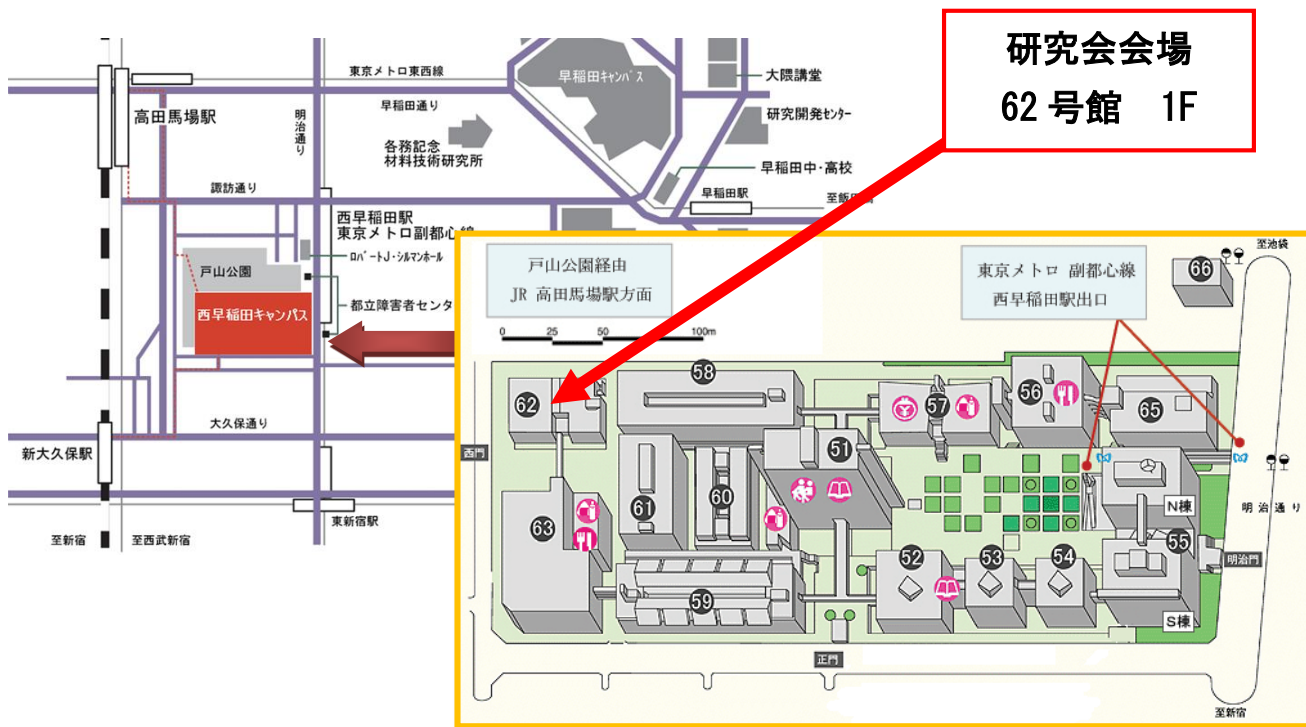 研究会会場
62 号館 1F
東京メトロ東西線
早稲田キャンパス
大隈講堂
高田馬場駅
早稲田通り
明治通り
研究開発センター
各務記念
材料技術研究所
早稲田中・高校
諏訪通り
早稲田駅
西早稲田駅
東京メトロ副都心線
ロバートJ・シルマンホール
戸山公園
都立障害者センタ
西早稲田キャンパス
大久保通り
新大久保駅
東新宿駅
至新宿
至西武新宿
戸山公園経由
JR 高田馬場駅方面
東京メトロ 副都心線
西早稲田駅出口
至池袋
66
0 25 50 100m
58
62
57
56
65
51
西門
61
60
63
N棟
明治通り
55
明治門
52
53
54
59
S棟
正門
至新宿